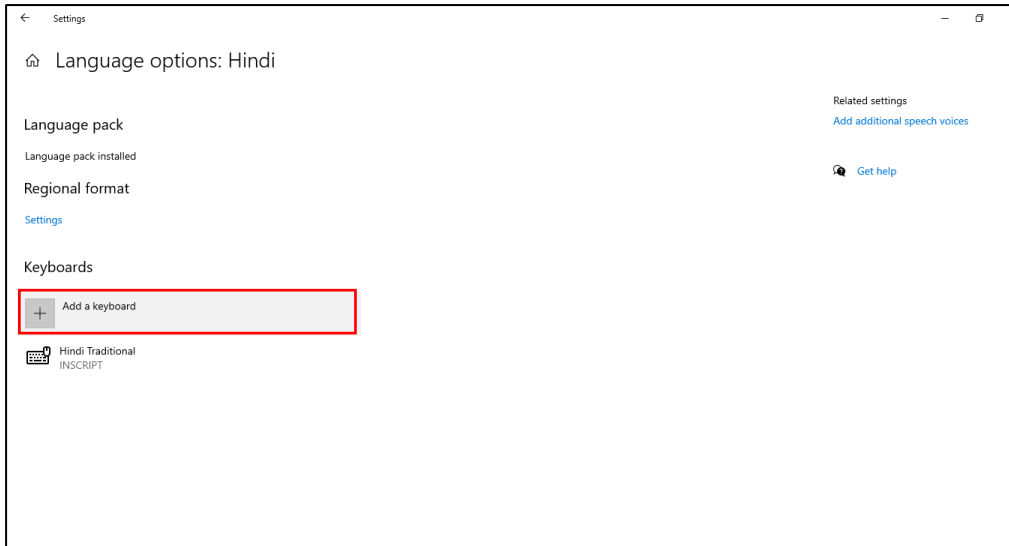 Settings
Language options: Hindi
Related settings
Add additional speech voices
Get help
Language pack
Language pack installed
Regional format
Settings
Keyboards
Add a keyboard
Hindi Traditional
INSCRIPT